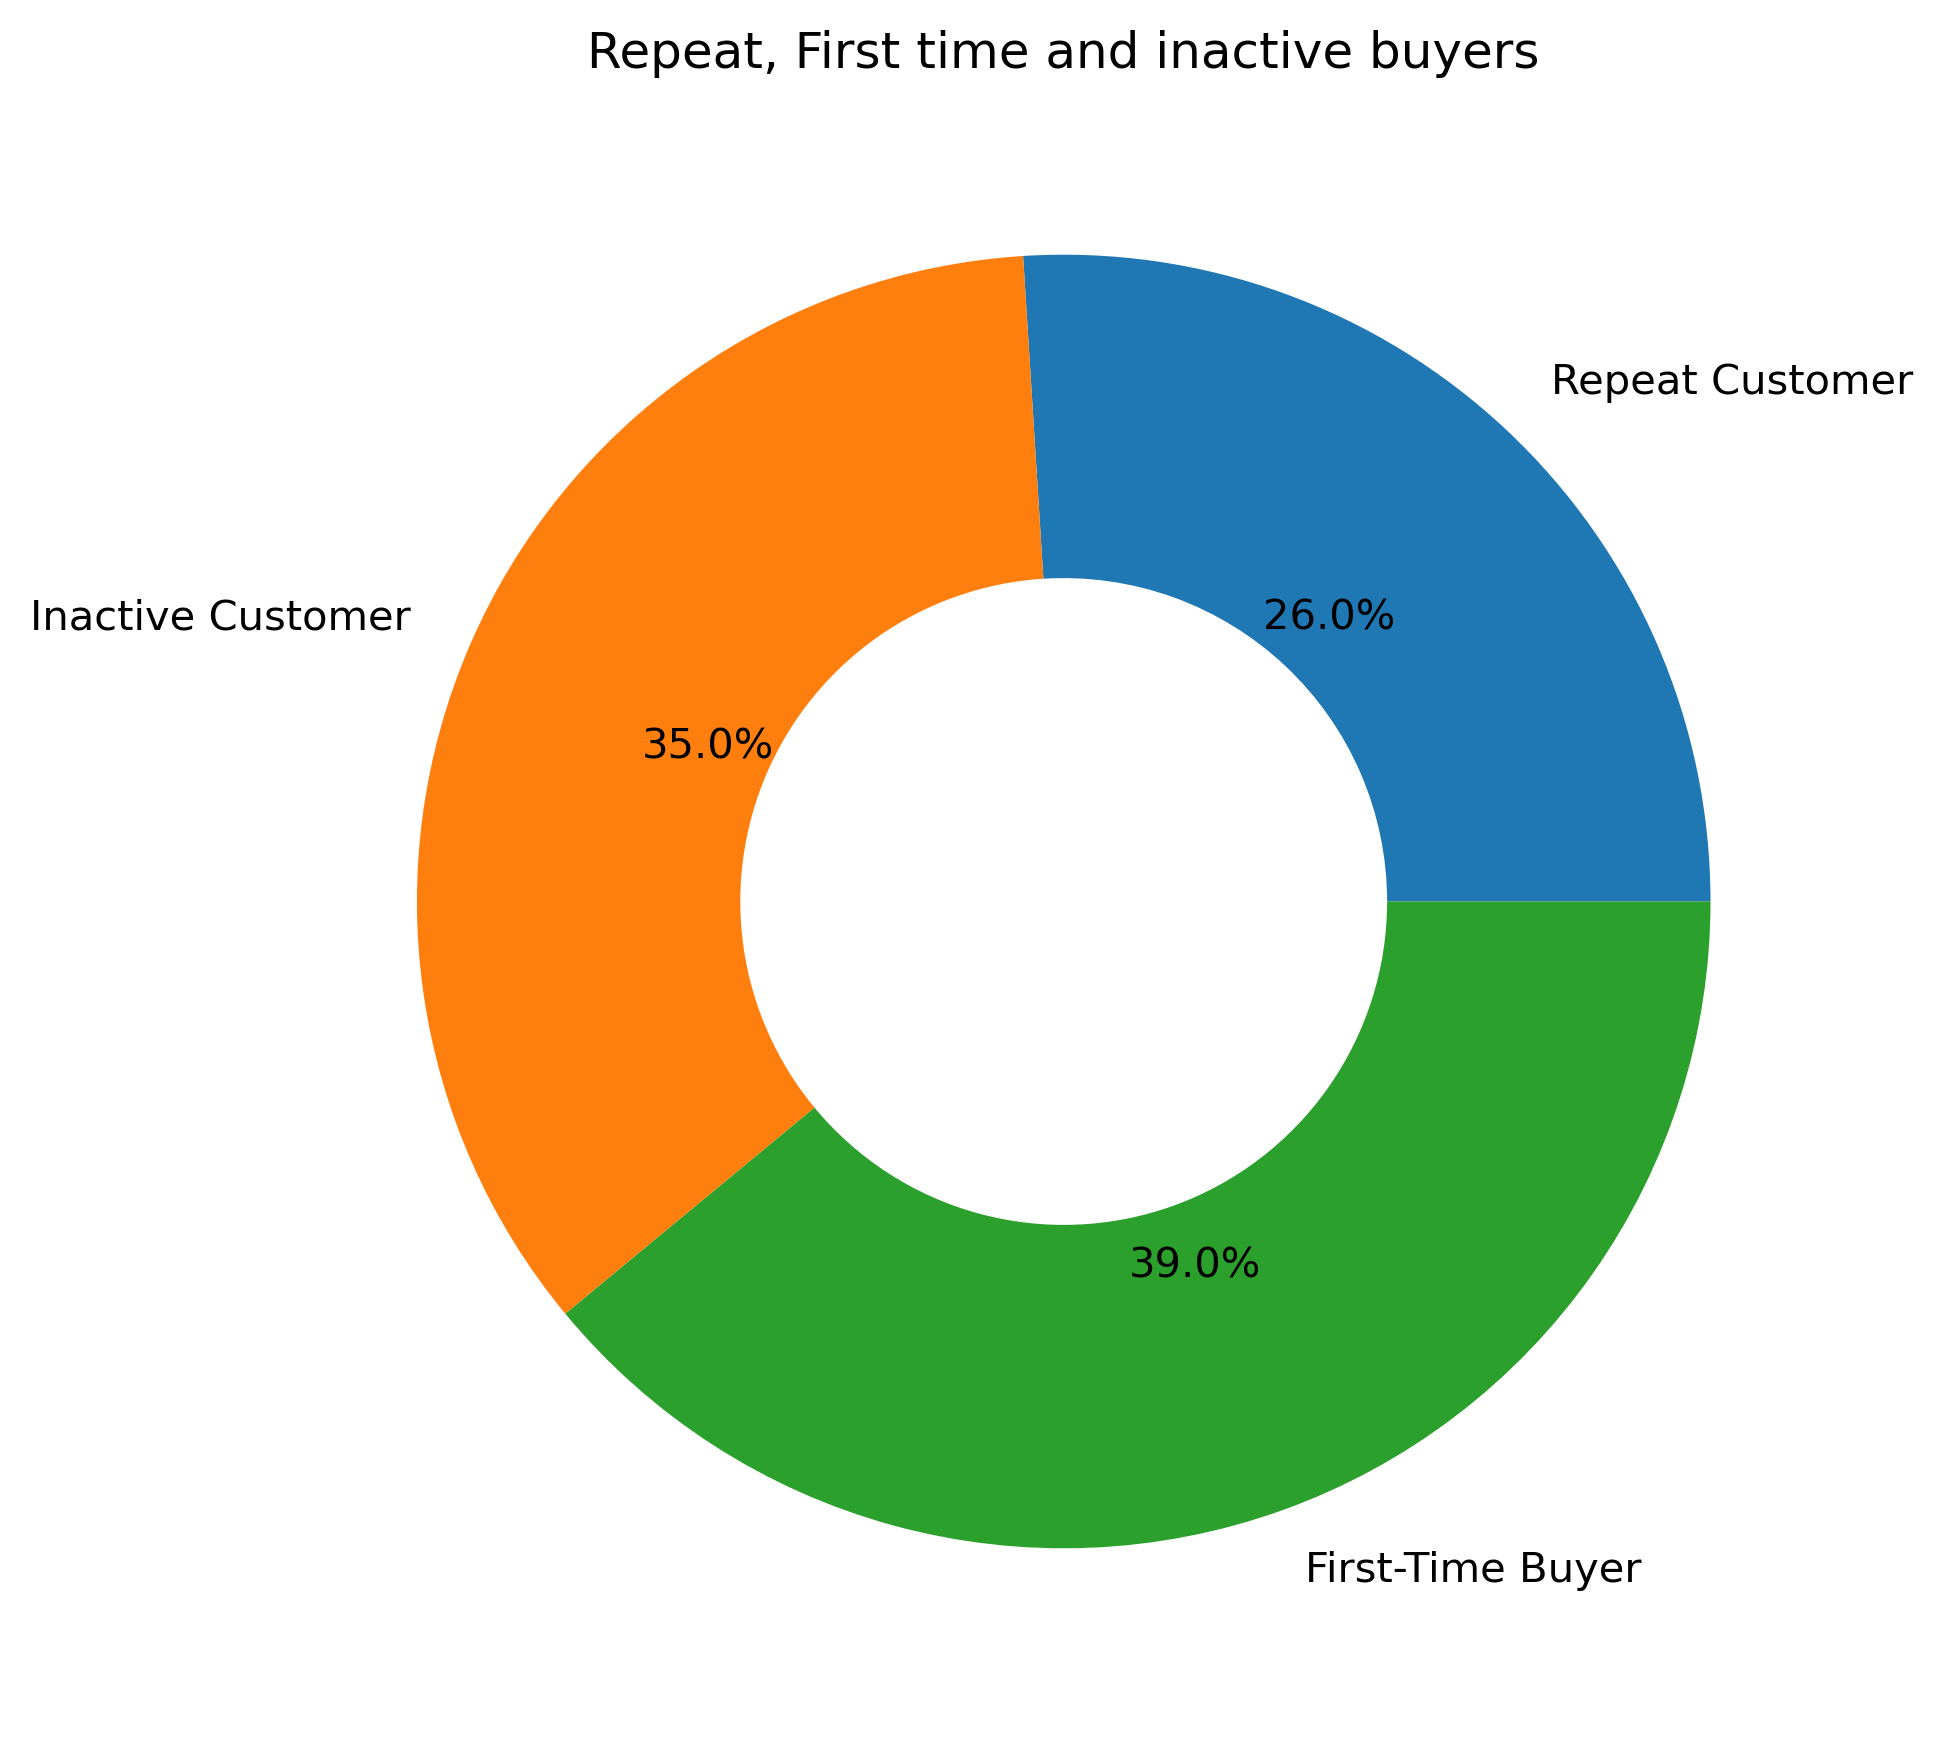 Repeat, First time and inactive buyers
Repeat Customer
26.0%
Inactive Customer
35.0%
39.0%
First-Time Buyer